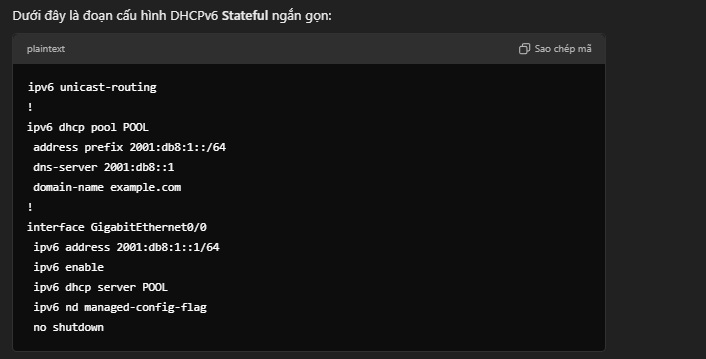 Dưới đây là đoạn cấu hình DHCPv6 Stateful ngắn gọn:
plaintext
Sao chép mã
ipv6 unicast-routing
!
ipv6 dhcp pool POOL
 address prefix 2001:db8:1::/64
 dns-server 2001:db8::1
 domain-name example.com
!
interface GigabitEthernet0/0
 ipv6 address 2001:db8:1::1/64
 ipv6 enable
 ipv6 dhcp server POOL
 ipv6 nd managed-config-flag
 no shutdown